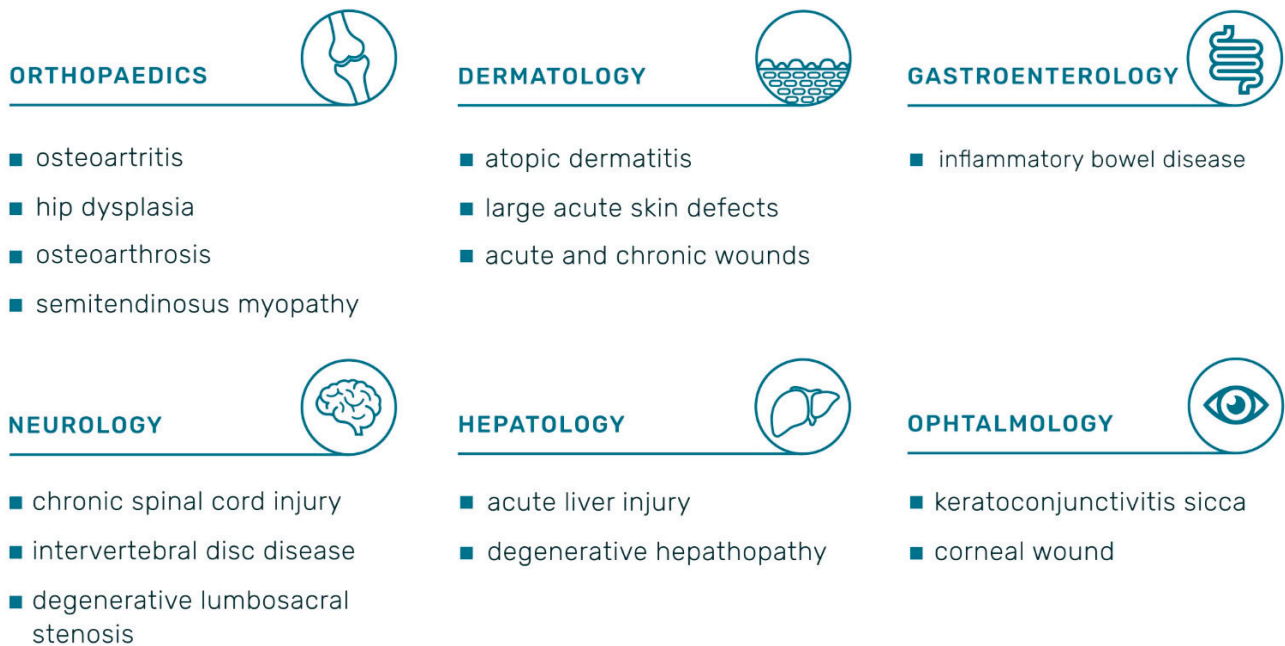 ORTHOPAEDICS
osteoartritis
hip dysplasia
osteoarthrosis
semitendinosus myopathy
DERMATOLOGY
atopic dermatitis
large acute skin defects
acute and chronic wounds
GASTROENTEROLOGY
inflammatory bowel disease
NEUROLOGY
chronic spinal cord injury
intervertebral disc disease
degenerative lumbosacral
stenosis
HEPATOLOGY
acute liver injury
degenerative hepathopathy
OPHTALMOLOGY
keratoconjunctivitis sicca
corneal wound